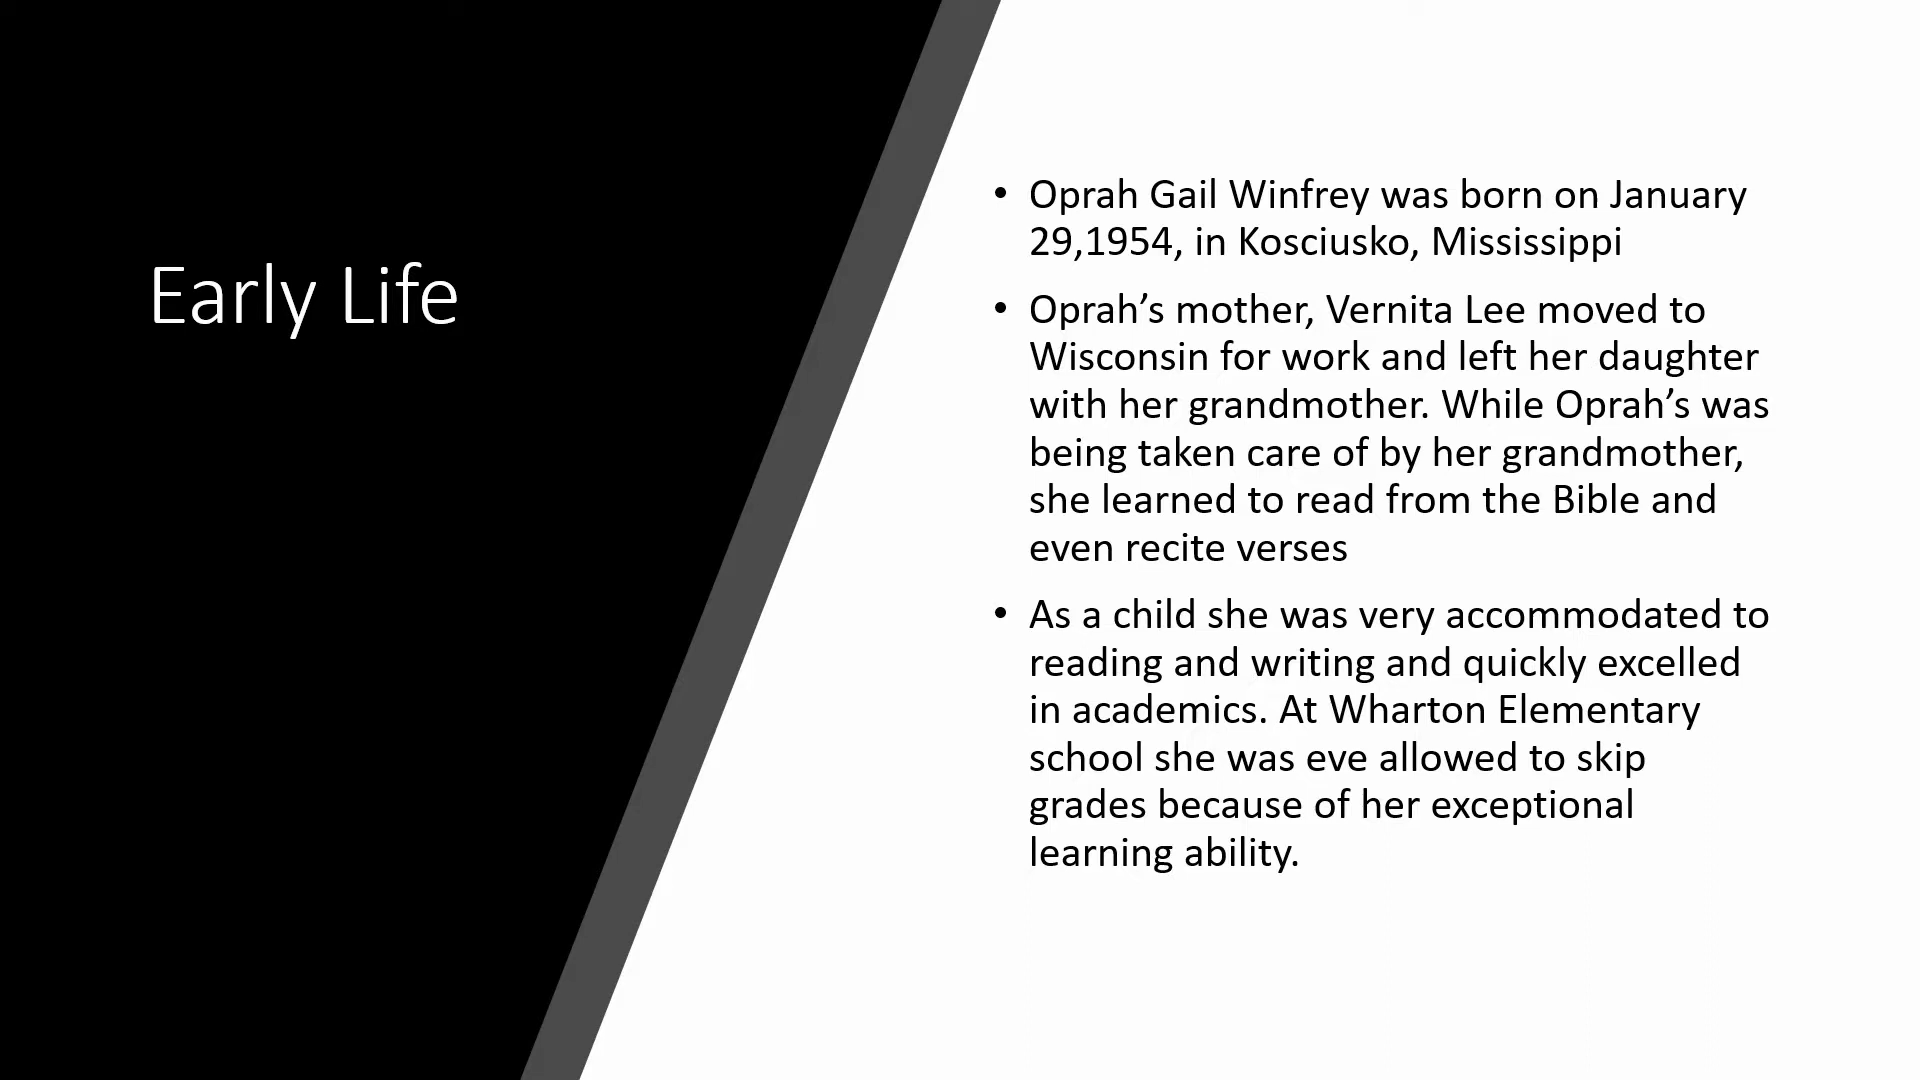 Early Life
• Oprah Gail Winfrey was born on January
29,1954, in Kosciusko, Mississippi
• Oprah’s mother, Vernita Lee moved to
Wisconsin for work and left her daughter
with her grandmother. While Oprah’s was
being taken care of by her grandmother,
she learned to read from the Bible and
even recite verses
• As a child she was very accommodated to
reading and writing and quickly excelled
in academics. At Wharton Elementary
school she was eve allowed to skip
grades because of her exceptional
learning ability.